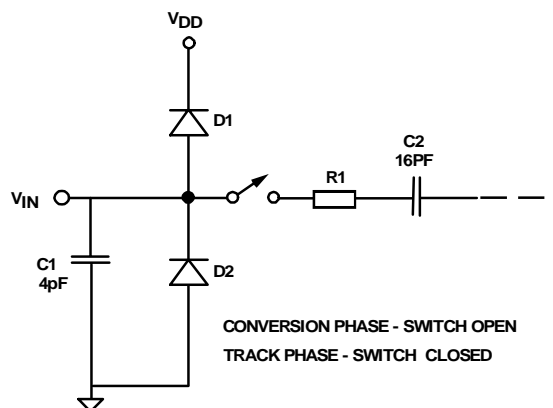 VDD
D1
C2
16PF
R1
VIN
C1
4pF
D2
CONVERSION PHASE - SWITCH OPEN
TRACK PHASE - SWITCH CLOSED